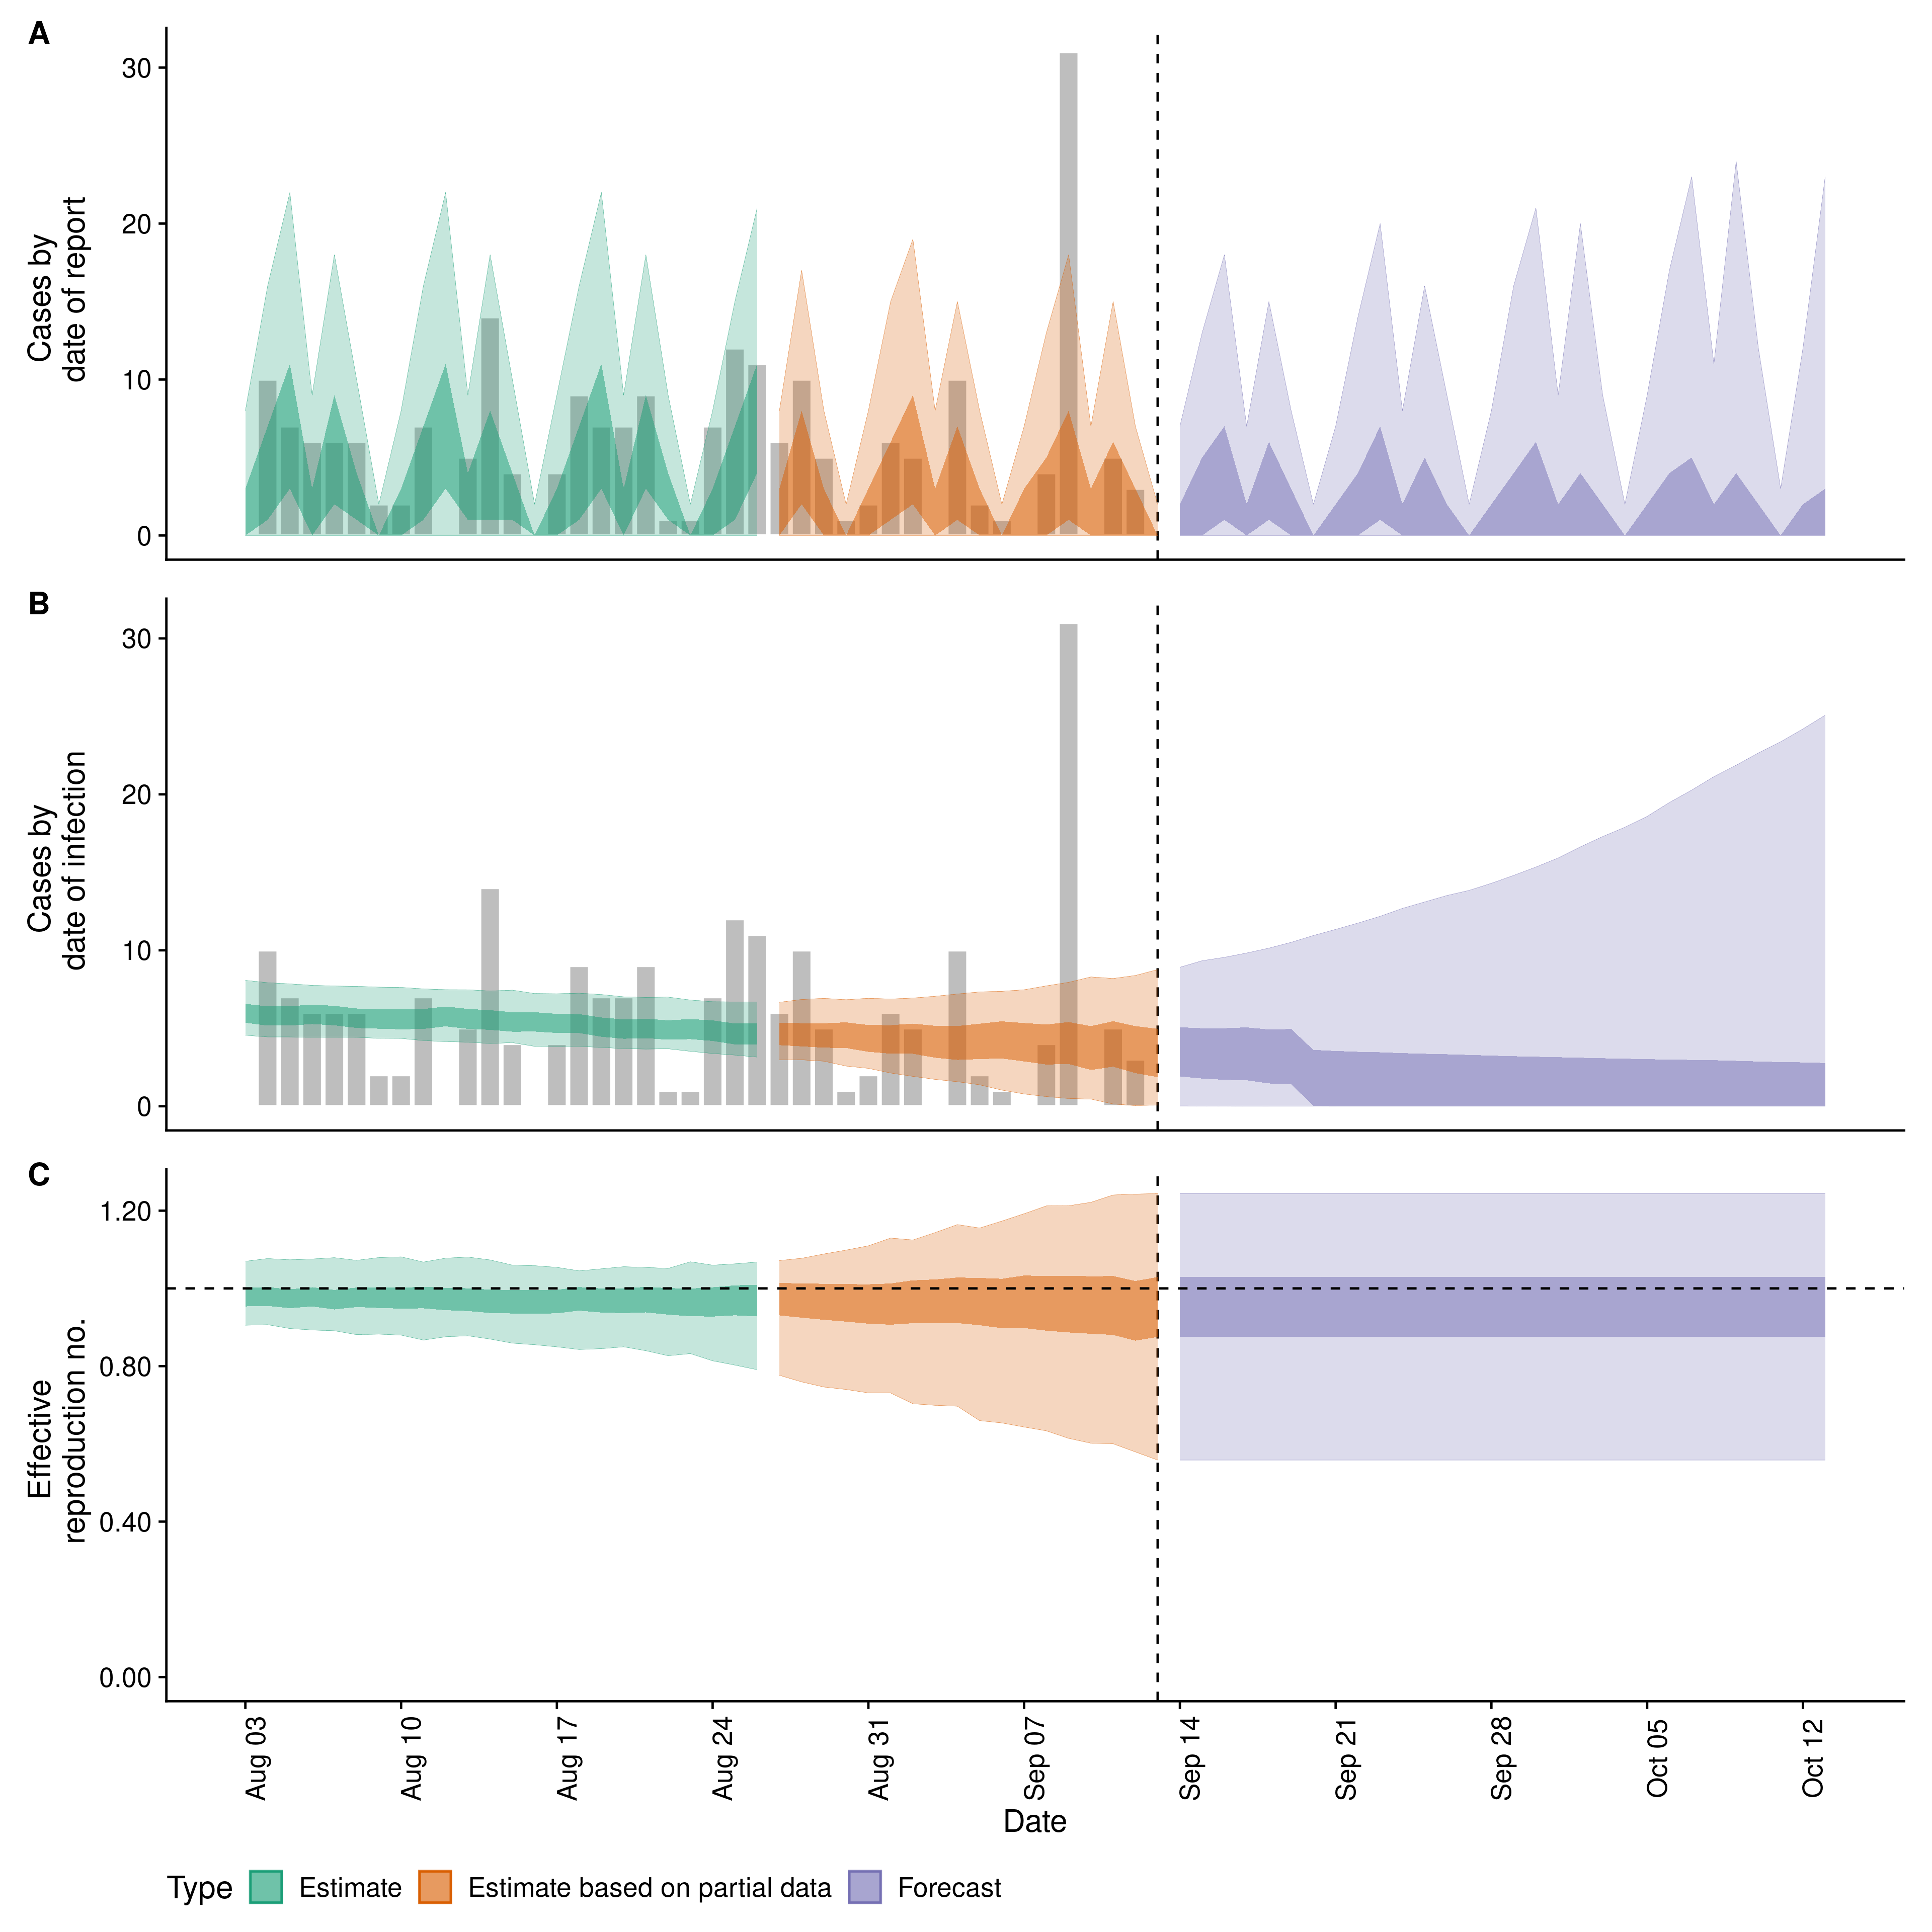 A
Cases by
date of report
30
20
10
0
B
Cases by
date of infection
30
20
10
0
C
Effective
reproduction no.
1.20
0.80
0.40
0.00
Aug 03
Aug 10
Aug 17
Aug 24
Aug 31
Sep 07
Sep 14
Sep 21
Sep 28
Oct 05
Oct 12
Date
Type
Estimate
Estimate based on partial data
Forecast